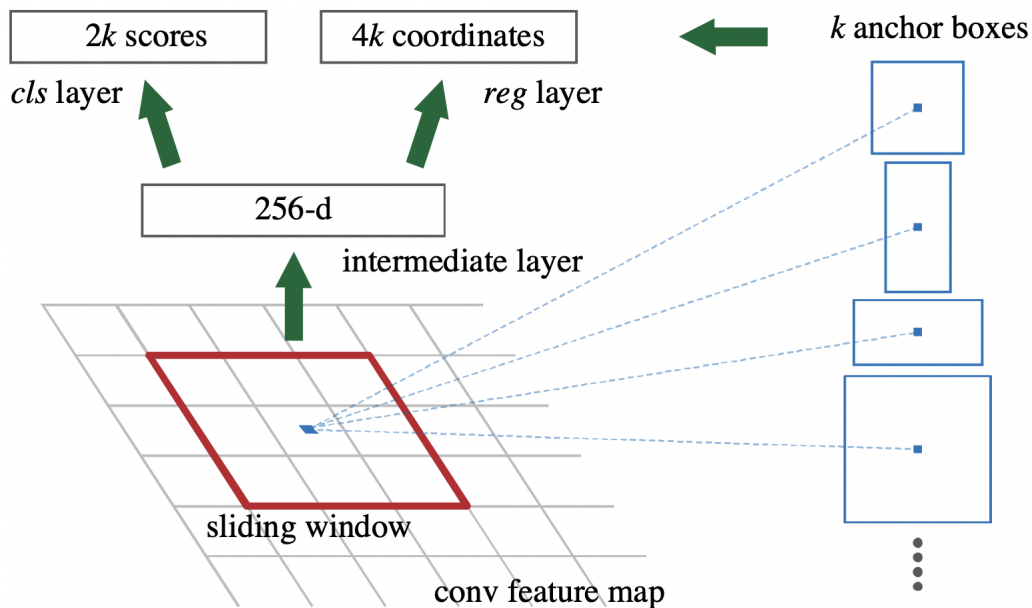 2k scores
4k coordinates
k anchor boxes
cls layer
reg layer
256-d
intermediate layer
sliding window
conv feature map